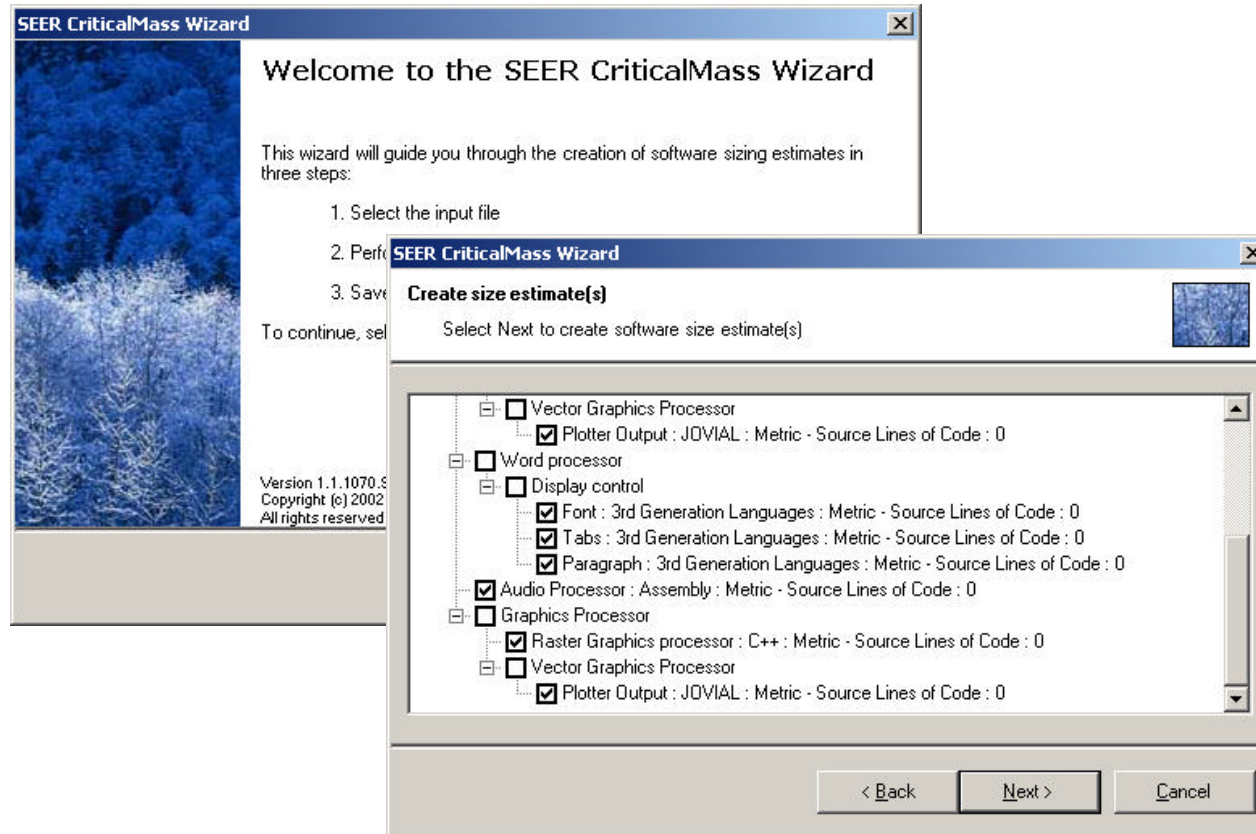 SEER CriticalMass Wizard
Welcome to the SEER CriticalMass Wizard
This wizard will guide you through the creation of software sizing estimates in
three steps:
1. Select the input file
2. Perfo
3. Save
To continue, sel
Version 1.1.1070.9
Copyright (c) 2002
All rights reserved
SEER CriticalMass Wizard
Create size estimate(s)
Select Next to create software size estimate(s)
Vector Graphics Processor
Plotter Output : JOVIAL : Metric - Source Lines of Code : 0
Word processor
Display control
Font : 3rd Generation Languages : Metric - Source Lines of Code : 0
Tabs : 3rd Generation Languages : Metric - Source Lines of Code : 0
Paragraph : 3rd Generation Languages : Metric - Source Lines of Code : 0
Audio Processor : Assembly : Metric - Source Lines of Code : 0
Graphics Processor
Raster Graphics processor : C++ : Metric - Source Lines of Code : 0
Vector Graphics Processor
Plotter Output : JOVIAL : Metric - Source Lines of Code : 0
< Back Next > Cancel